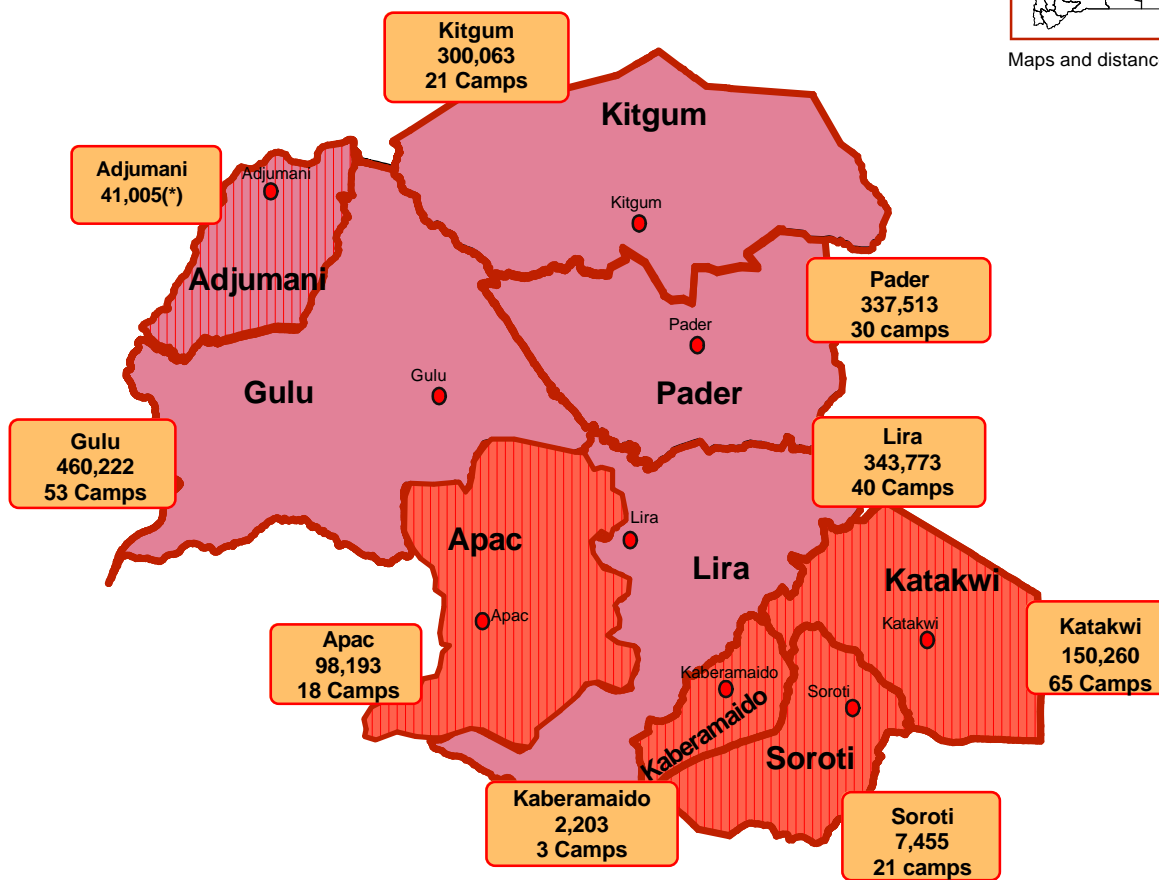 Maps and distanc
Kitgum
300,063
21 Camps
Kitgum
Kitgum
Adjumani
41,005(*)
Adjumani
Adjumani
Pader
337,513
30 camps
Pader
Pader
Gulu
Gulu
Gulu
460,222
53 Camps
Lira
343,773
40 Camps
Lira
Lira
Apac
Apac
Apac
98,193
18 Camps
Katakwi
Katakwi
Katakwi
150,260
65 Camps
Kaberamaido
Kaberamaido
Kaberamaido
2,203
3 Camps
Soroti
Soroti
Soroti
7,455
21 camps